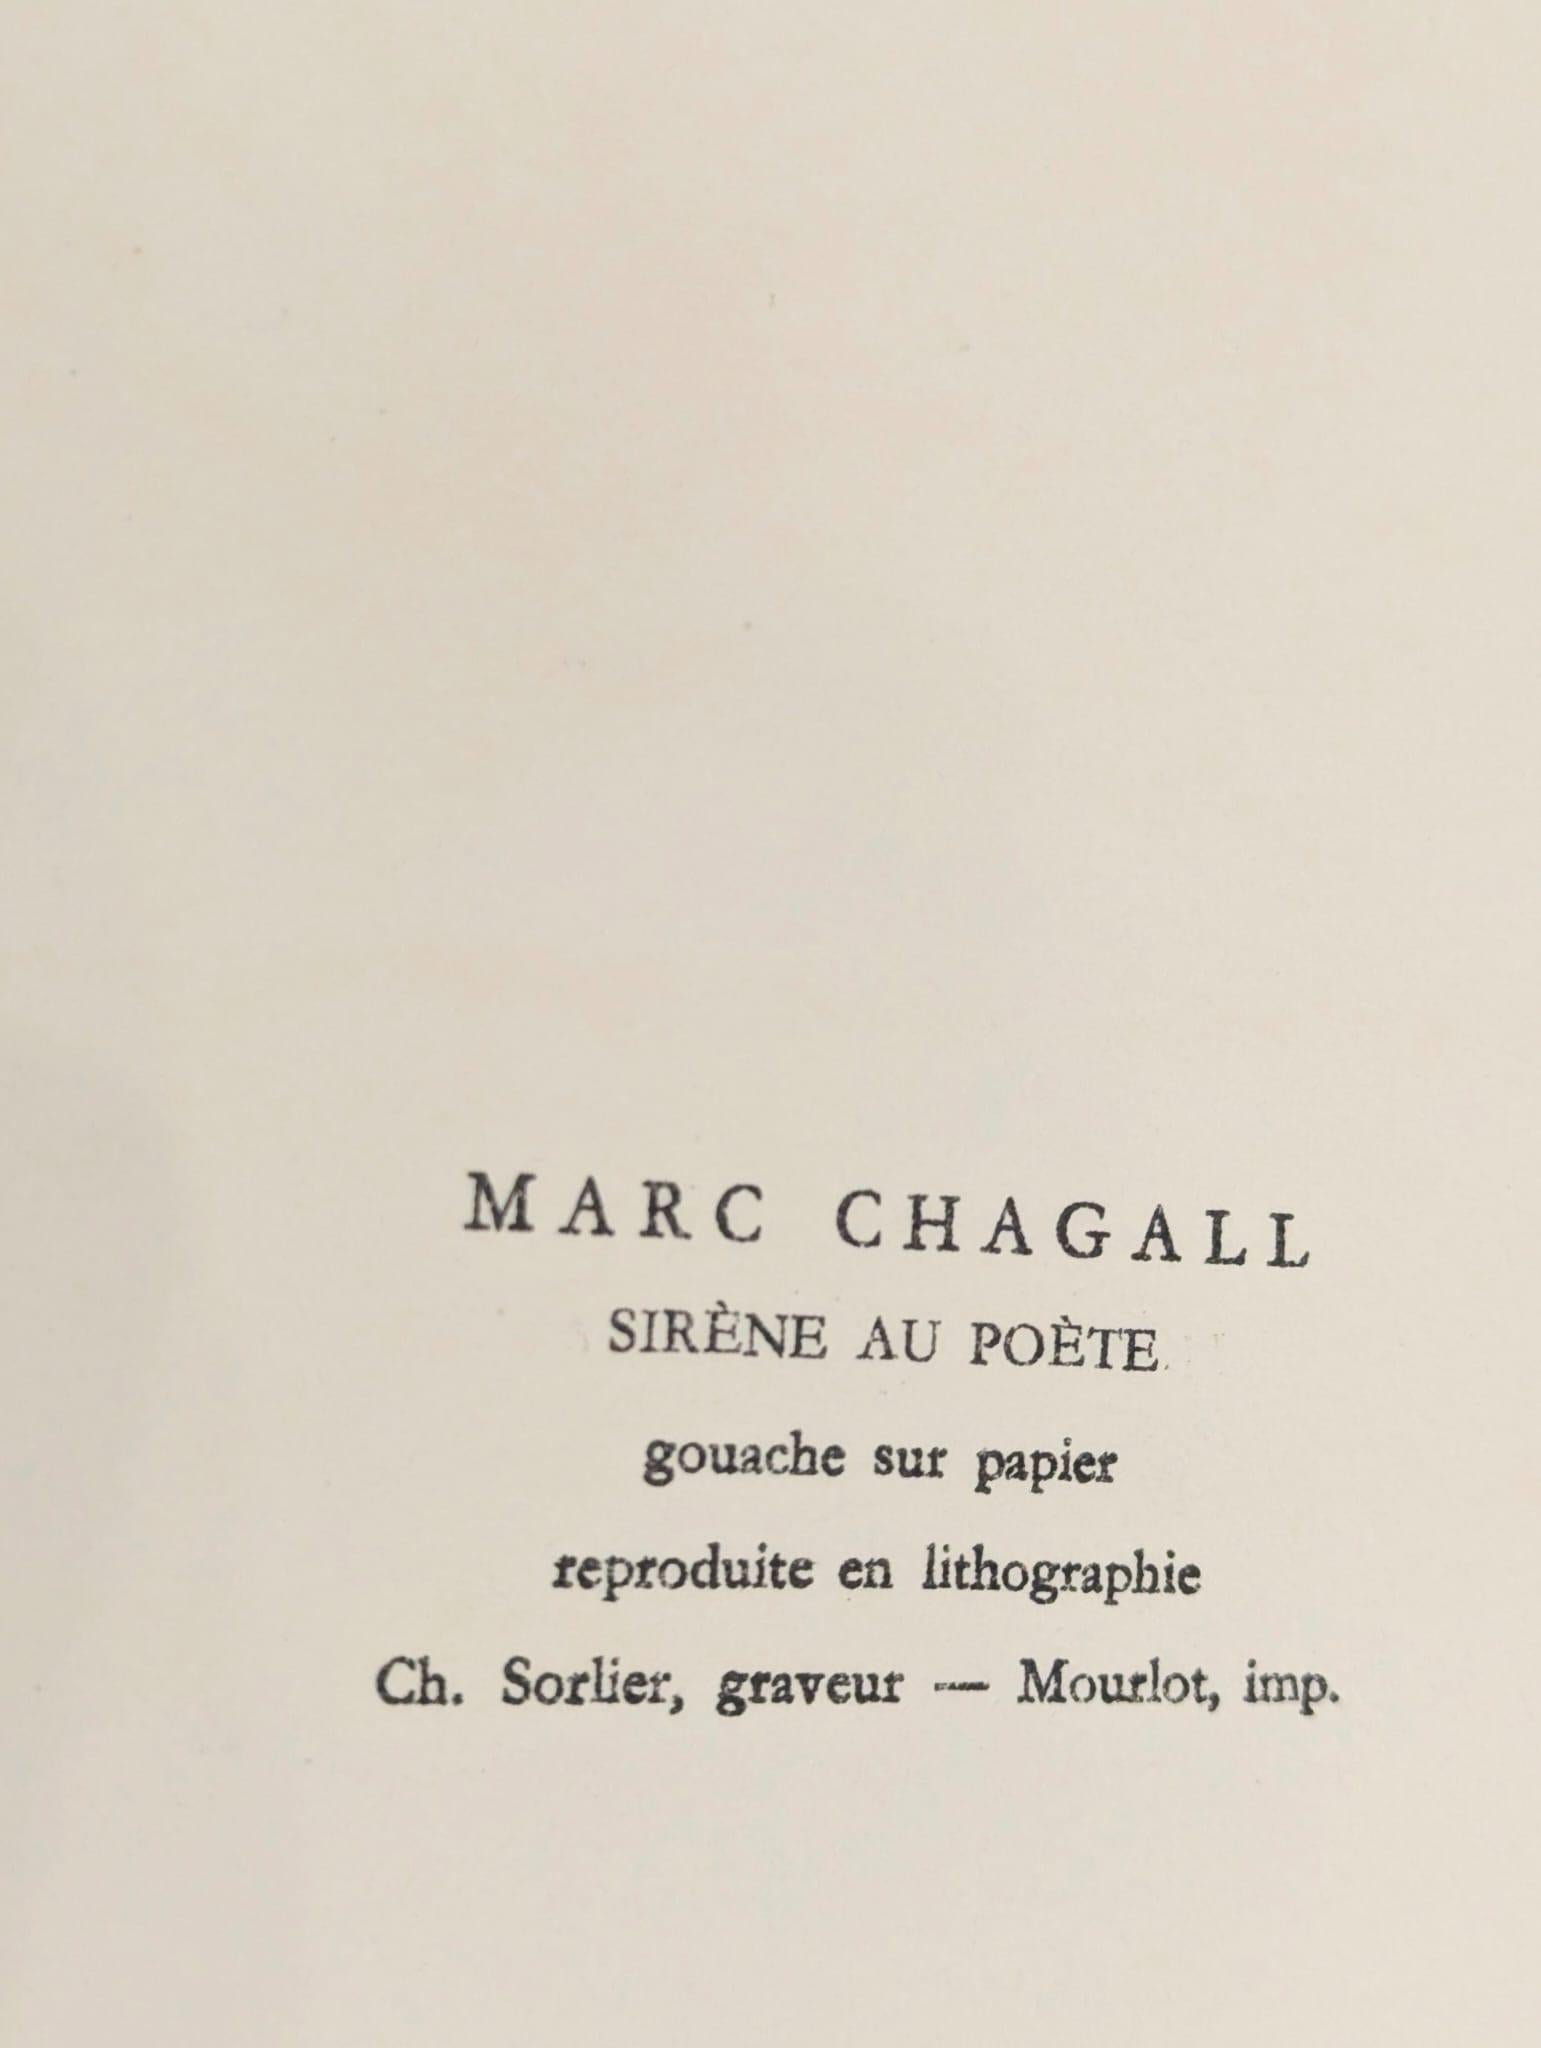 MARC CHAGALL
SIRÈNE AU POÈTE
gouache sur papier
reproduite en lithographie
Ch. Sorlier, graveur — Mourlot, imp.